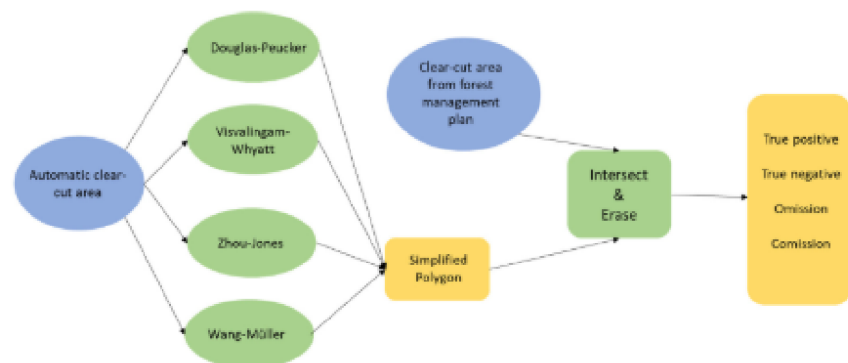 Douglas-Peucker
Clear-cut area
from forest
management
plan
Visvalingam-
Whyatt
True positive
Automatic clear-
cut area
Intersect
&
Erase
True negative
Omission
Zhou-Jones
Simplified
Polygon
Comission
Wang-Müller